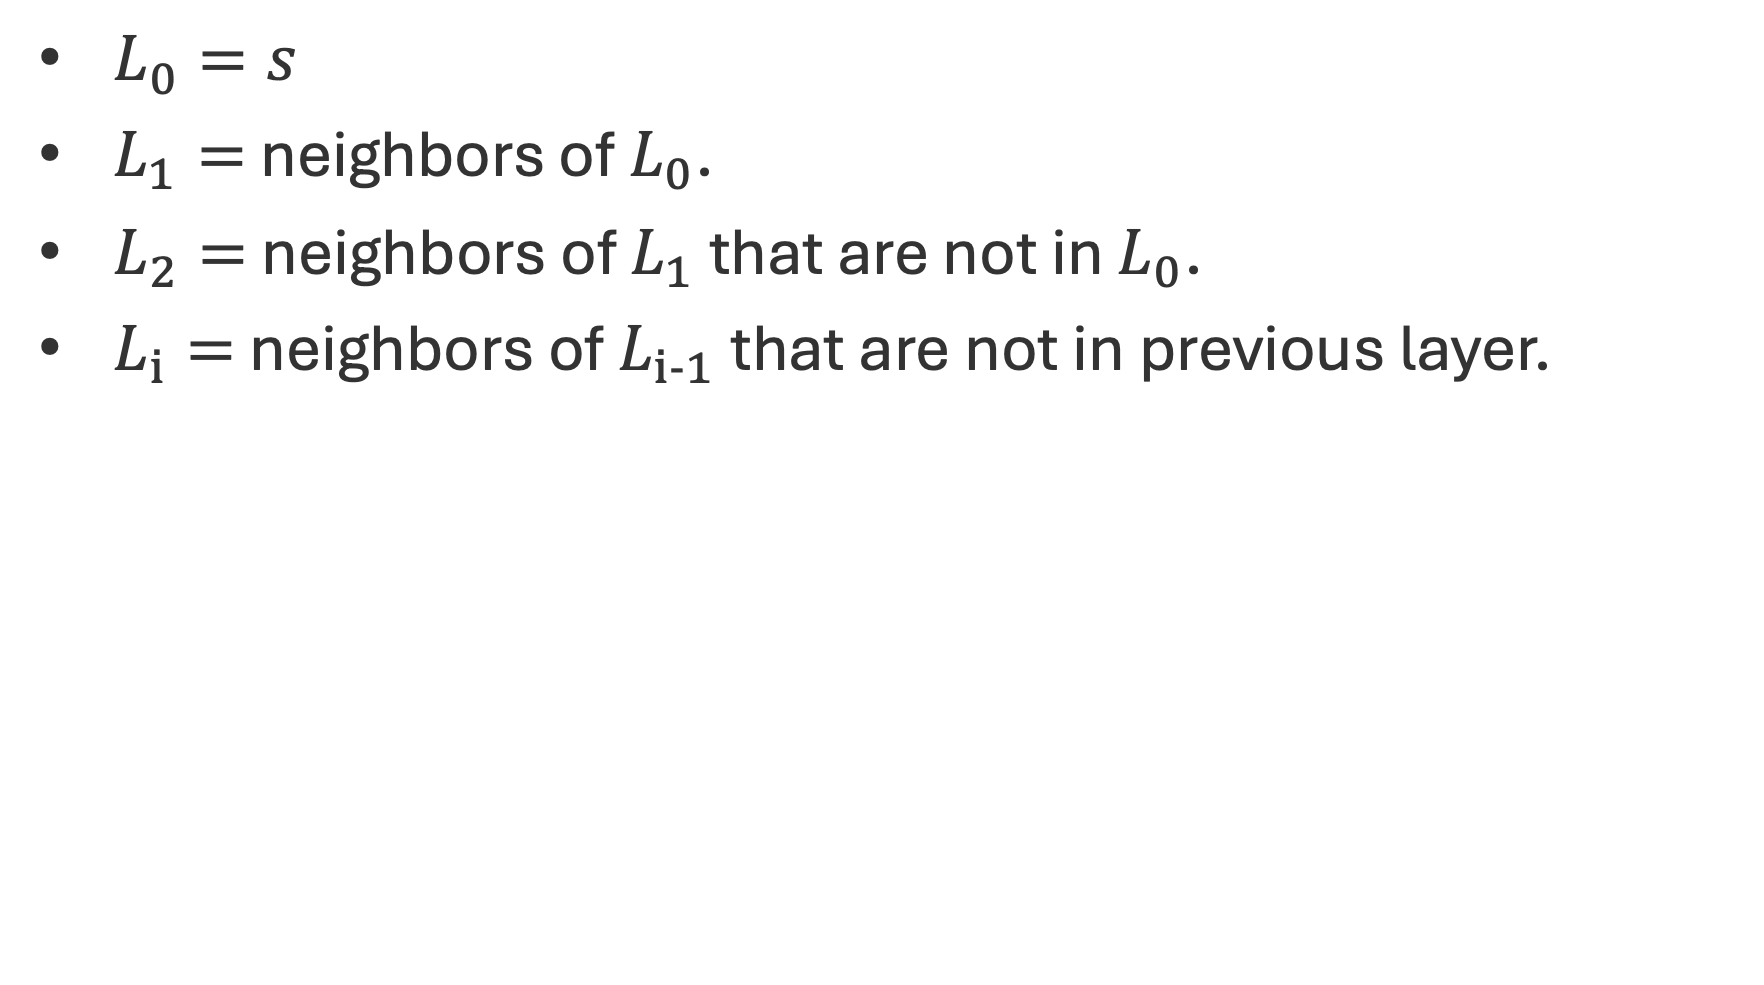 • L₀ = s
• L₁ = neighbors of L₀.
• L₂ = neighbors of L₁ that are not in L₀.
• Lᵢ = neighbors of Lᵢ₋₁ that are not in previous layer.